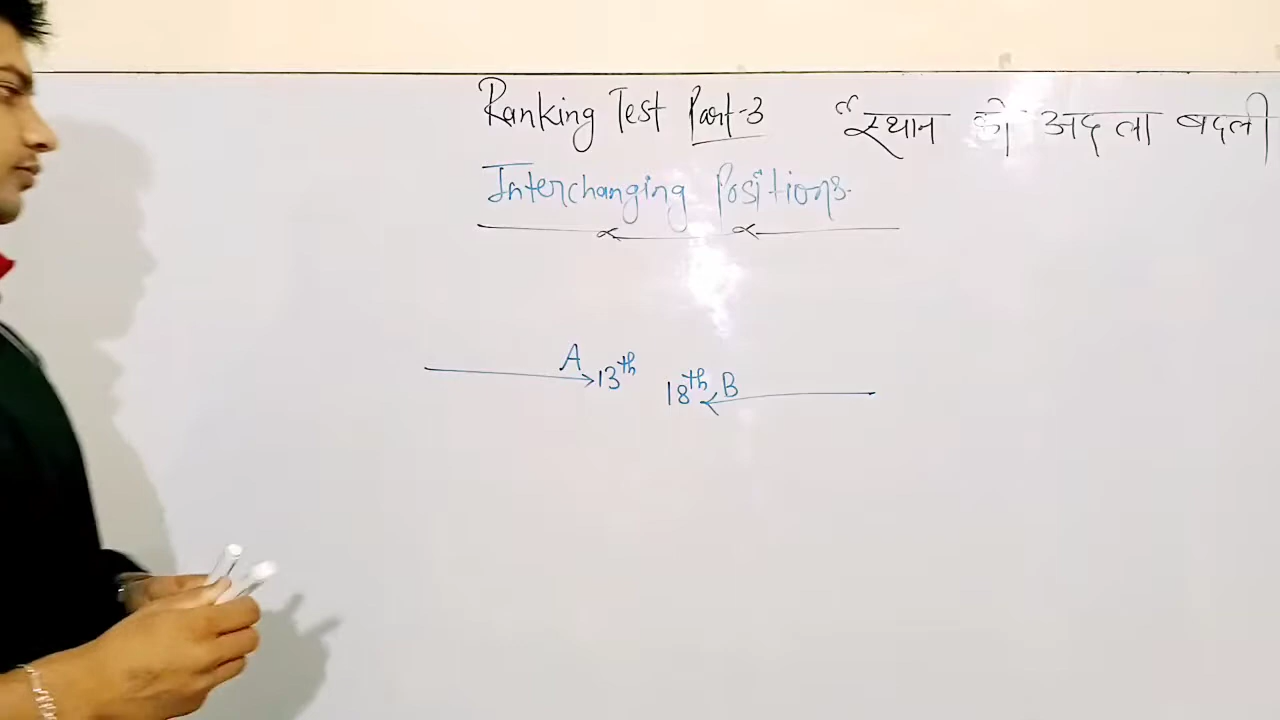 Ranking Test Part-3 स्थान की अदला बदली
Interchanging Positions.
A 13th 18th B